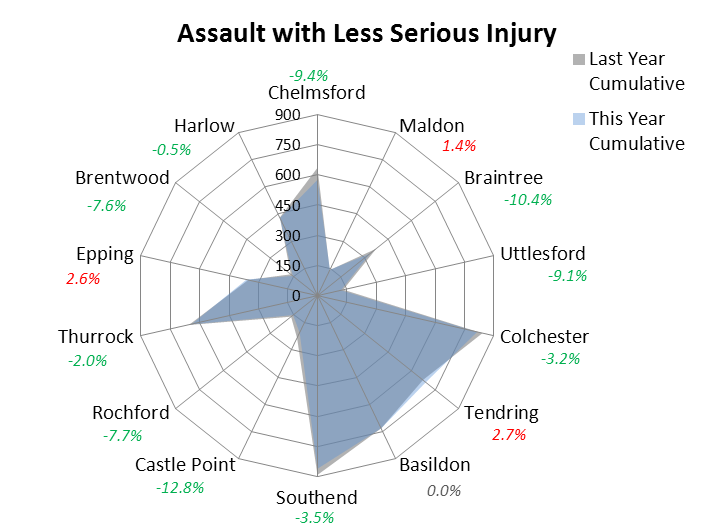 Assault with Less Serious Injury
Last Year
Cumulative
This Year
Cumulative
-9.4%
Chelmsford
Maldon
1.4%
Braintree
-10.4%
Uttlesford
-9.1%
Colchester
-3.2%
Tendring
2.7%
Basildon
0.0%
Southend
-3.5%
Castle Point
-12.8%
Rochford
-7.7%
Thurrock
-2.0%
Epping
2.6%
Brentwood
-7.6%
Harlow
-0.5%
900
750
600
450
300
150
0